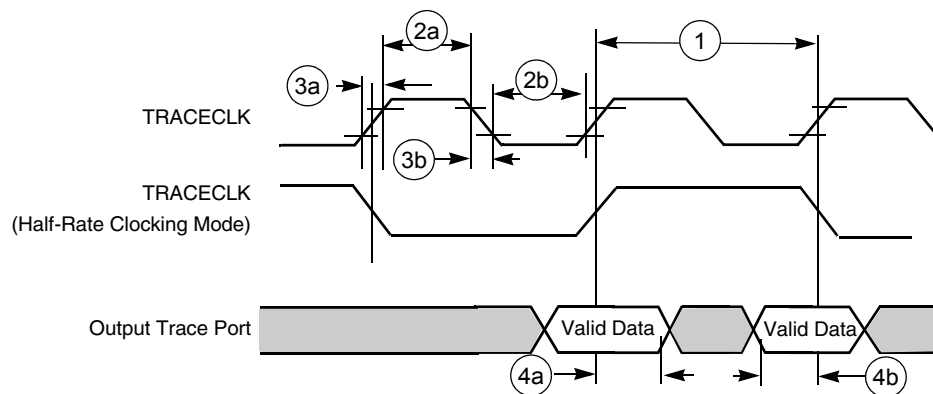 2a
1
3a
2b
TRACECLK
3b
TRACECLK
(Half-Rate Clocking Mode)
Output Trace Port
Valid Data
Valid Data
4a
4b